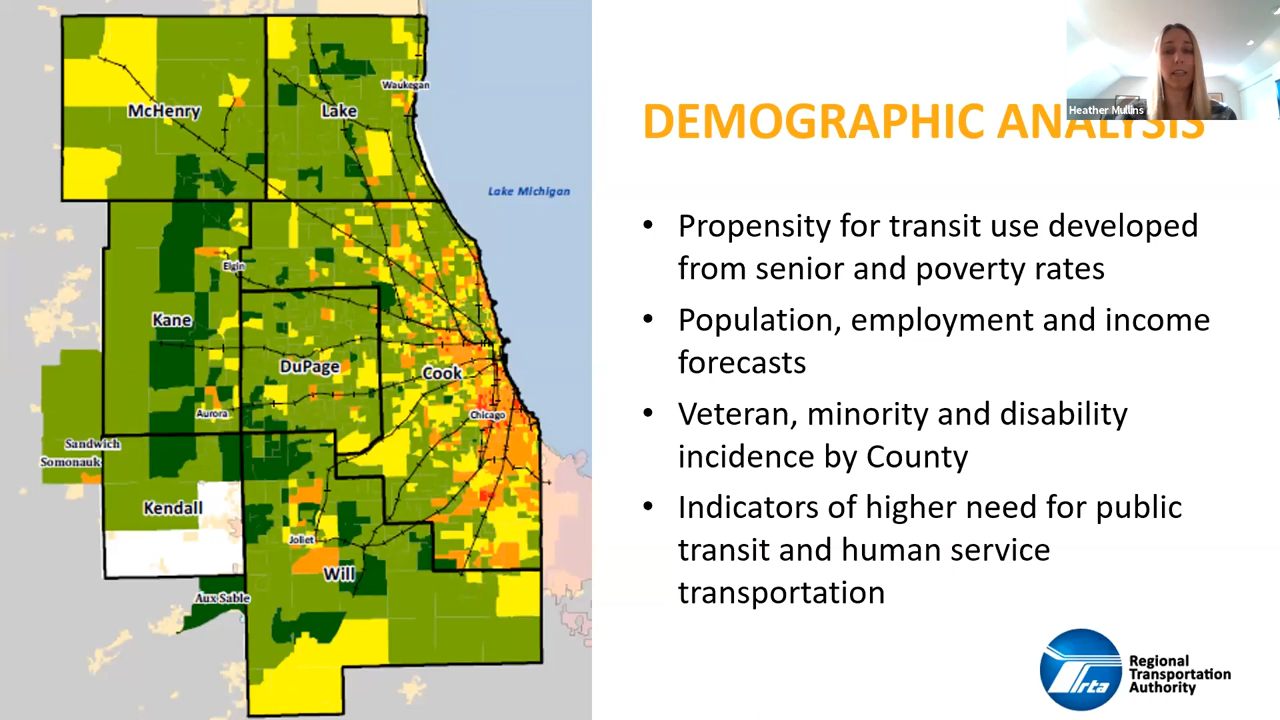 McHenry
Lake
Waukegan
Lake Michigan
Elgin
Kane
DuPage
Cook
Aurora
Chicago
Sandwich
Somonauk
Kendall
Joliet
Will
Aux Sable
Heather Mullins
DEMOGRAPHIC ANALYSIS
• Propensity for transit use developed
from senior and poverty rates
• Population, employment and income
forecasts
• Veteran, minority and disability
incidence by County
• Indicators of higher need for public
transit and human service
transportation
rta
Regional
Transportation
Authority